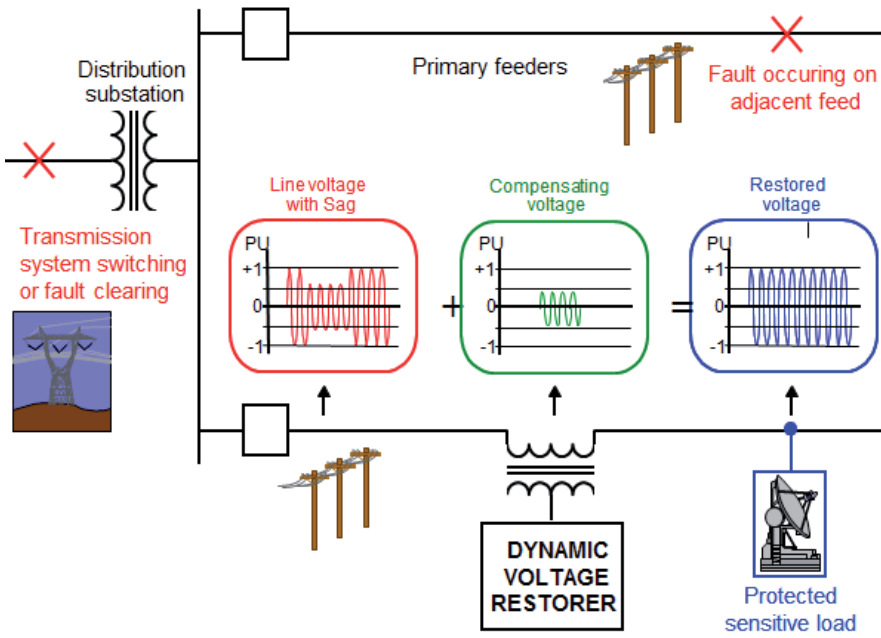 Distribution
substation
Primary feeders
Fault occuring on
adjacent feed
Transmission
system switching
or fault clearing
Line voltage
with Sag
PU
+1
0
-1
+
Compensating
voltage
PU
+1
0
-1
=
Restored
voltage
PU
+1
0
-1
DYNAMIC
VOLTAGE
RESTORER
Protected
sensitive load